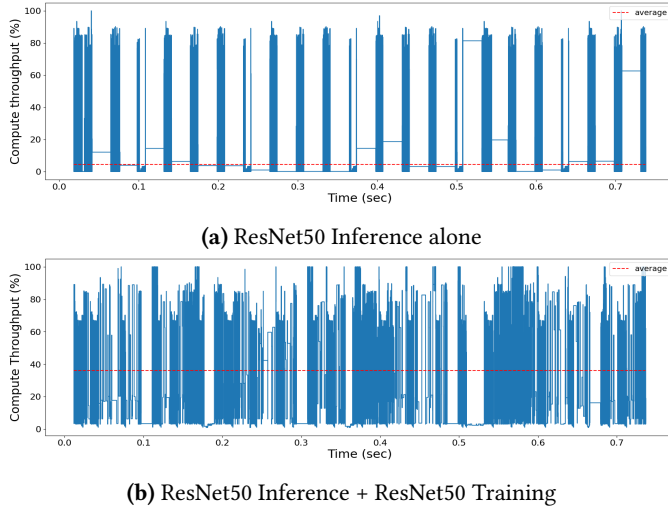 100
80
60
40
20
0
Compute throughput (%)
average
0.0 0.1 0.2 0.3 0.4 0.5 0.6 0.7
Time (sec)
(a) ResNet50 Inference alone
100
80
60
40
20
0
Compute Throughput (%)
average
0.0 0.1 0.2 0.3 0.4 0.5 0.6 0.7
Time (sec)
(b) ResNet50 Inference + ResNet50 Training